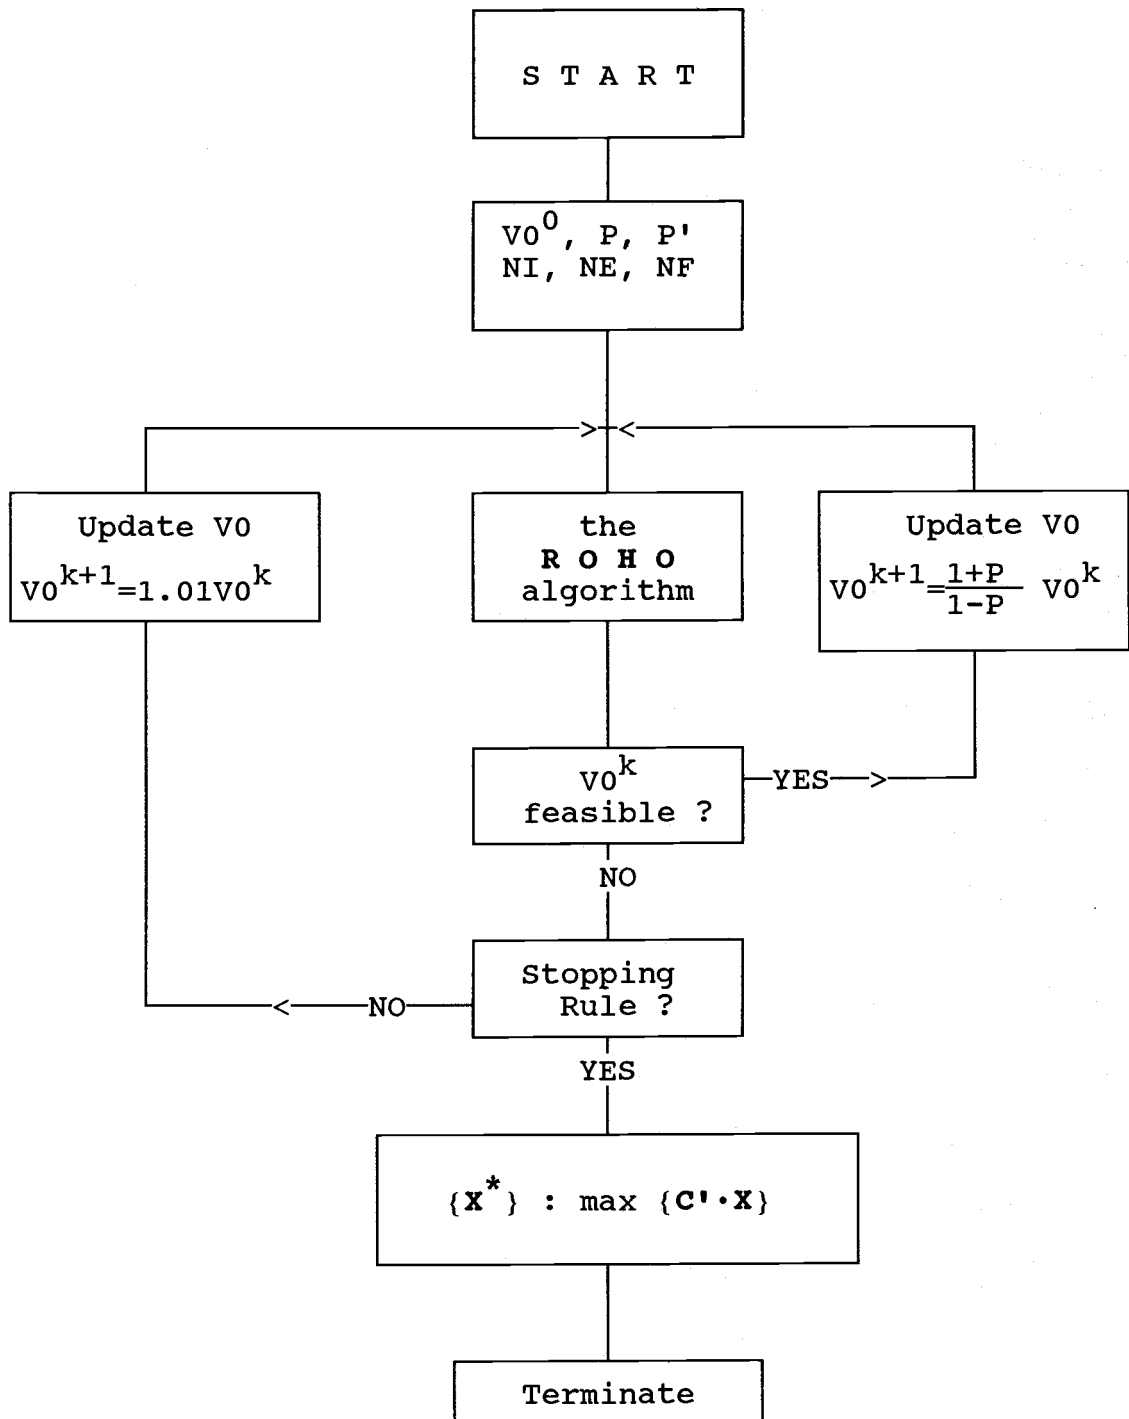 S T A R T
V0^0, P, P'
NI, NE, NF
> <
Update V0
V0^{k+1}=1.01V0^k
the
R O H O
algorithm
Update V0
V0^{k+1}=\frac{1+P}{1-P} V0^k
V0^k
feasible ?
YES >
NO
Stopping
Rule ?
< NO
YES
{X^*} : max {C'·X}
Terminate